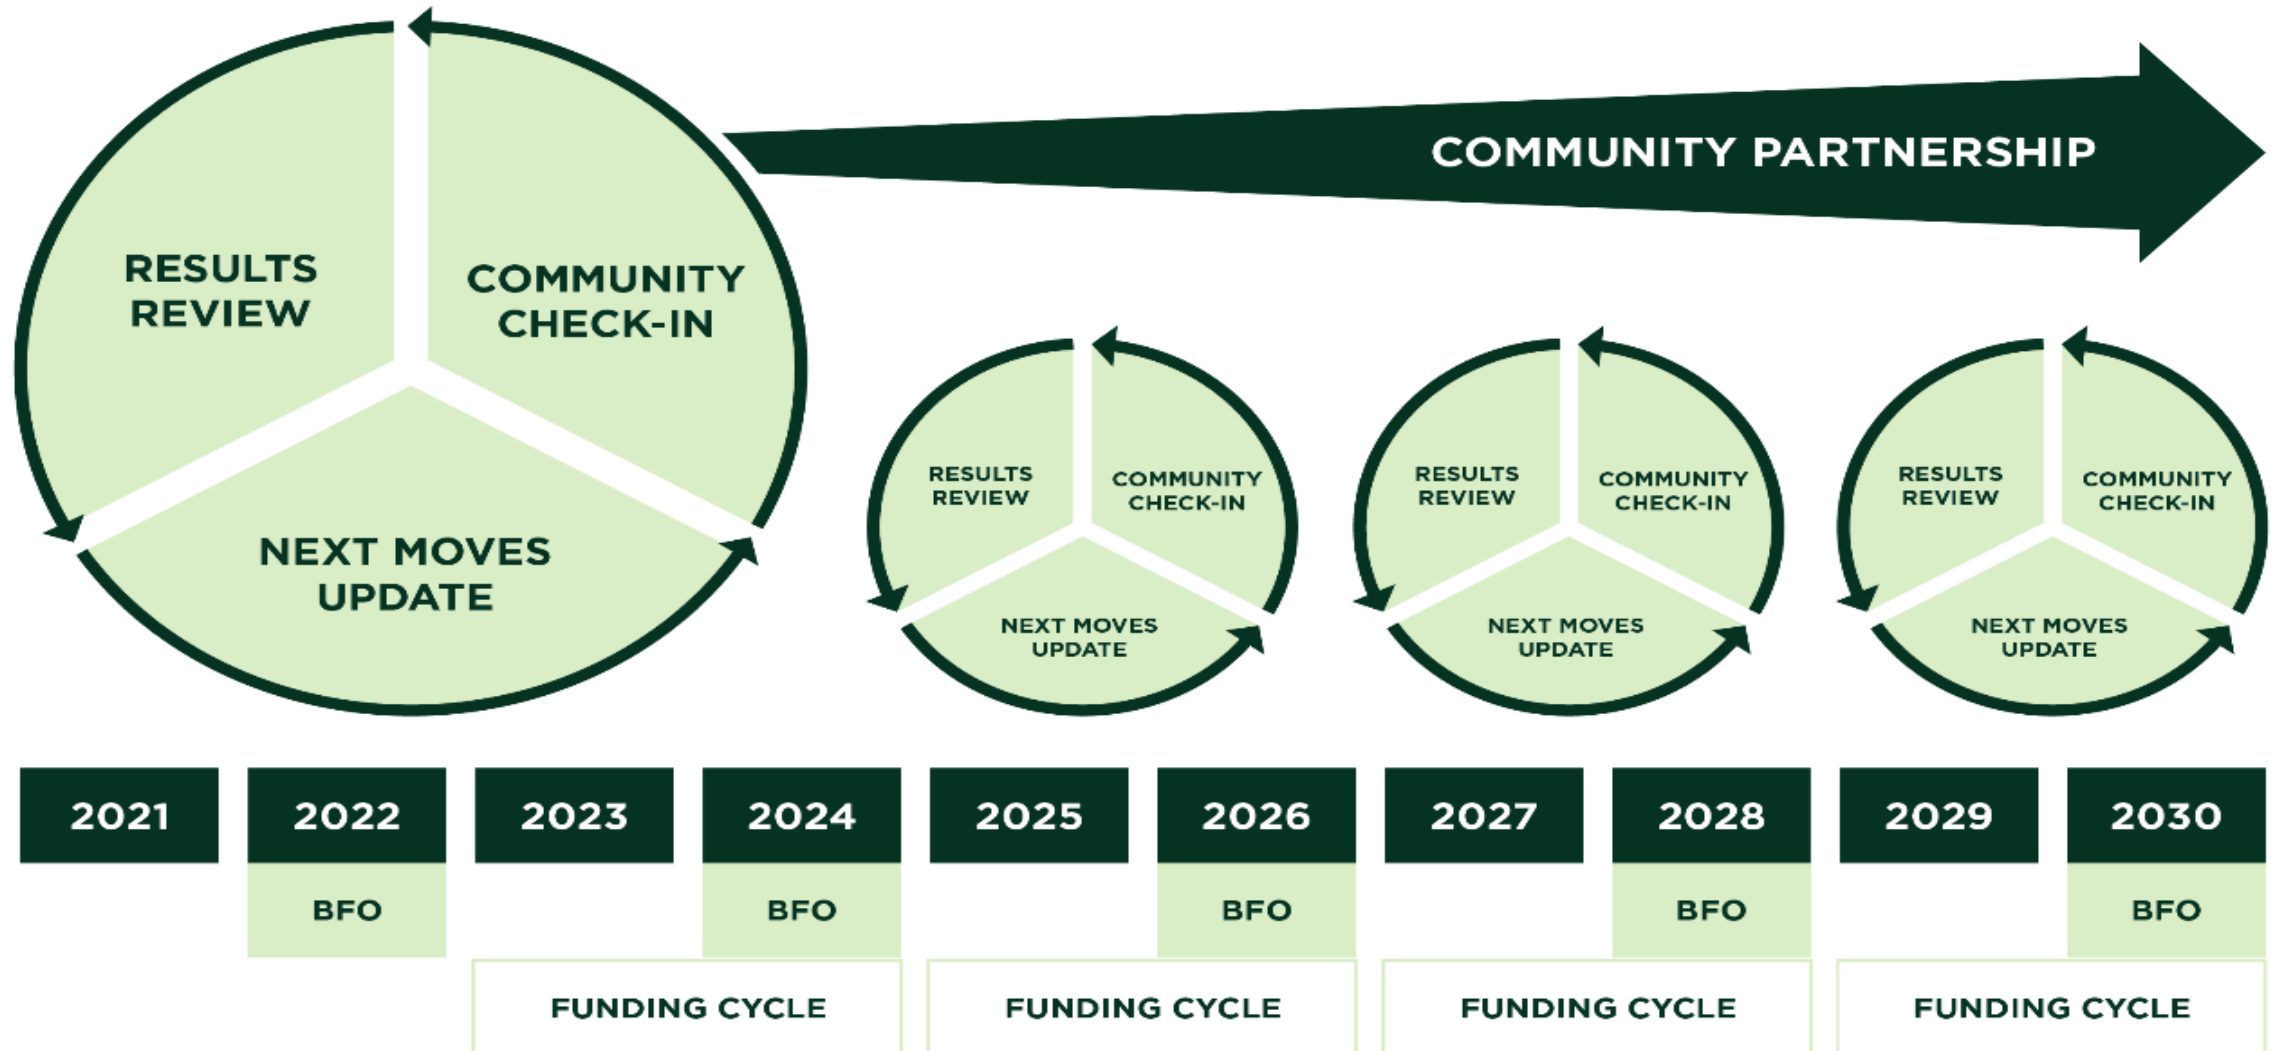 COMMUNITY PARTNERSHIP
RESULTS
REVIEW
COMMUNITY
CHECK-IN
NEXT MOVES
UPDATE
RESULTS
REVIEW
COMMUNITY
CHECK-IN
NEXT MOVES
UPDATE
RESULTS
REVIEW
COMMUNITY
CHECK-IN
NEXT MOVES
UPDATE
RESULTS
REVIEW
COMMUNITY
CHECK-IN
NEXT MOVES
UPDATE
2021
2022
2023
2024
2025
2026
2027
2028
2029
2030
BFO
BFO
BFO
BFO
BFO
FUNDING CYCLE
FUNDING CYCLE
FUNDING CYCLE
FUNDING CYCLE